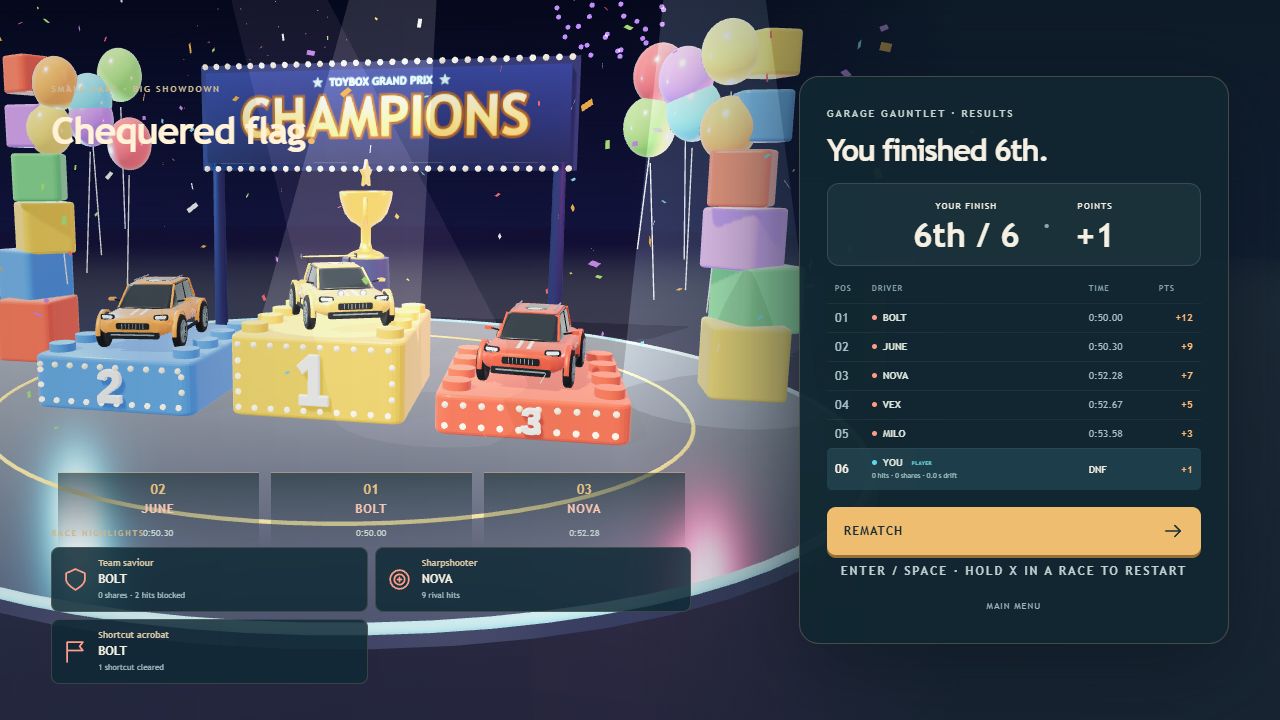 TOYBOX GRAND PRIX
CHAMPIONS
BIG SHOWDOWN
Chequered flag.
2
1
3
02
JUNE
0:50.30
01
BOLT
0:50.00
03
NOVA
0:52.28
RACE HIGHLIGHTS
Team saviour
BOLT
0 shares · 2 hits blocked
Sharpshooter
NOVA
9 rival hits
Shortcut acrobat
BOLT
1 shortcut cleared
GARAGE GAUNTLET · RESULTS
You finished 6th.
YOUR FINISH
6th / 6
·
POINTS
+1
POS DRIVER TIME PTS
01 BOLT 0:50.00 +12
02 JUNE 0:50.30 +9
03 NOVA 0:52.28 +7
04 VEX 0:52.67 +5
05 MILO 0:53.58 +3
06 YOU PLAYER DNF +1
0 hits · 0 shares · 0.0 s drift
REMATCH →
ENTER / SPACE · HOLD X IN A RACE TO RESTART
MAIN MENU